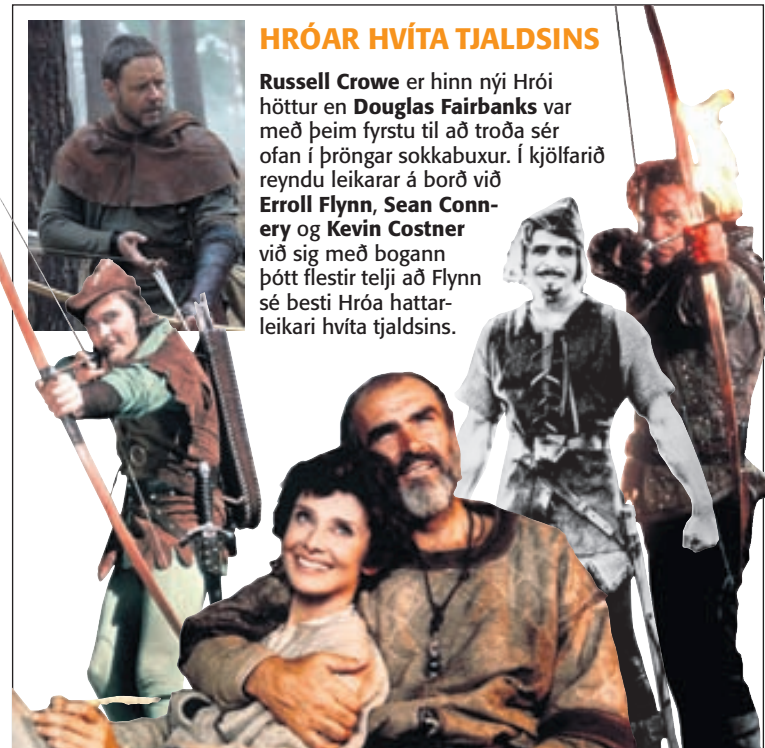 HRÓAR HVÍTA TJALDSINS
Russell Crowe er hinn nýi Hrói
höttur en Douglas Fairbanks var
með þeim fyrstu til að troða sér
ofan í þröngar sokkabuxur. Í kjölfarið
reyndu leikarar á borð við
Erroll Flynn, Sean Conn-
ery og Kevin Costner
við sig með bogann
þótt flestir telji að Flynn
sé besti Hróa hattar-
leikari hvíta tjaldsins.